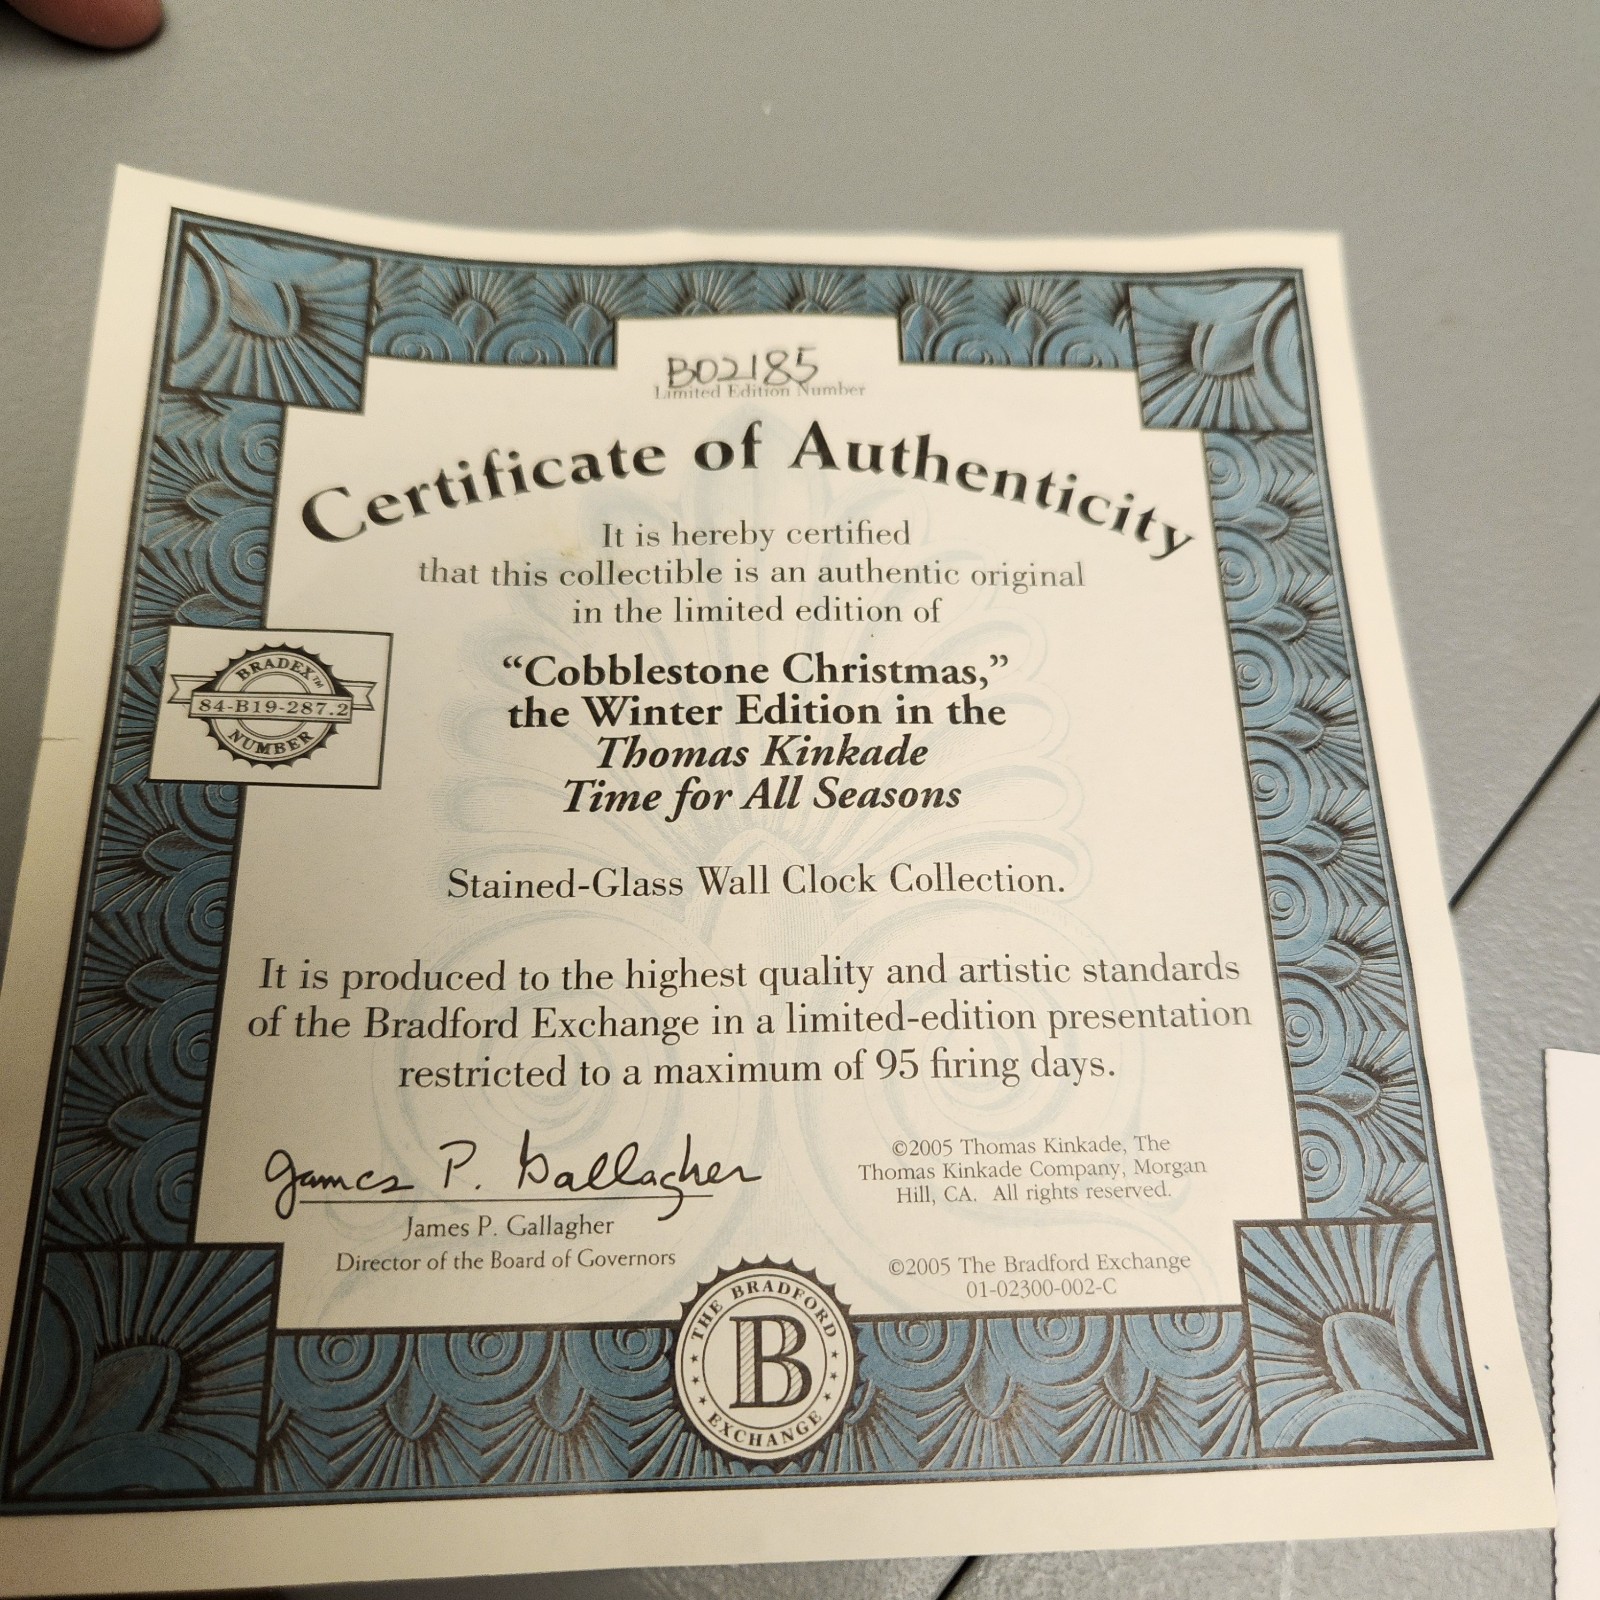 B02185
Limited Edition Number
Certificate of Authenticity
It is hereby certified
that this collectible is an authentic original
in the limited edition of
“Cobblestone Christmas,”
the Winter Edition in the
Thomas Kinkade
Time for All Seasons
Stained-Glass Wall Clock Collection.
BRADEX™
84-B19-287.2
NUMBER
It is produced to the highest quality and artistic standards
of the Bradford Exchange in a limited-edition presentation
restricted to a maximum of 95 firing days.
James P. Gallagher
James P. Gallagher
Director of the Board of Governors
©2005 Thomas Kinkade, The
Thomas Kinkade Company, Morgan
Hill, CA. All rights reserved.
©2005 The Bradford Exchange
01-02300-002-C
THE BRADFORD
B
EXCHANGE